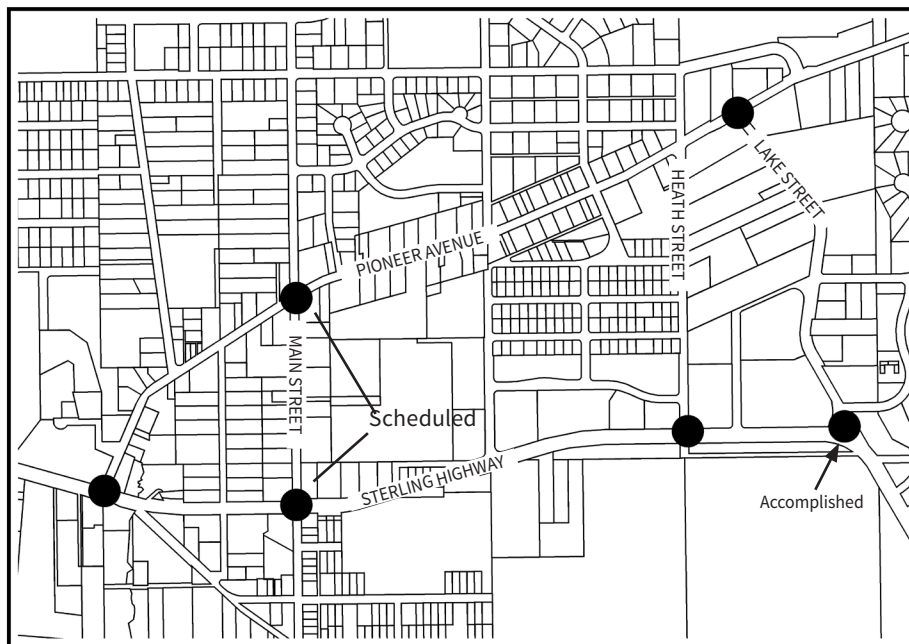 LAKE STREET
HEATH STREET
PIONEER AVENUE
MAIN STREET
Scheduled
STERLING HIGHWAY
Accomplished